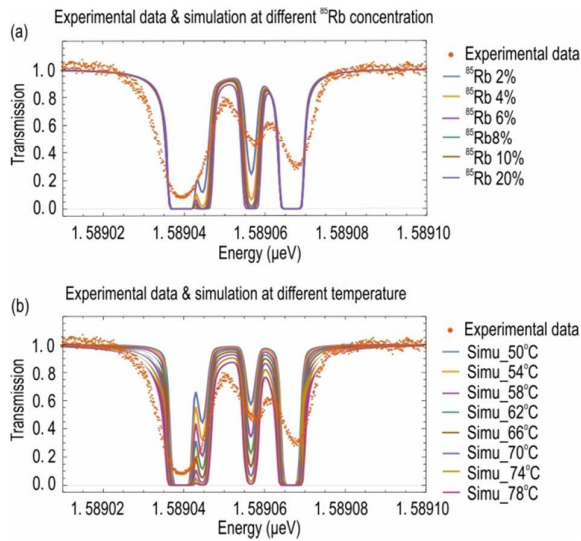 Experimental data & simulation at different ⁸⁵Rb concentration
(a)
Transmission
1.0
0.8
0.6
0.4
0.2
0.0
1.58902 1.58904 1.58906 1.58908 1.58910
Energy (μeV)
Experimental data
⁸⁵Rb 2%
⁸⁵Rb 4%
⁸⁵Rb 6%
⁸⁵Rb8%
⁸⁵Rb 10%
⁸⁵Rb 20%
(b)
Experimental data & simulation at different temperature
Transmission
1.0
0.8
0.6
0.4
0.2
0.0
1.58902 1.58904 1.58906 1.58908 1.58910
Energy (μeV)
Experimental data
Simu_50°C
Simu_54°C
Simu_58°C
Simu_62°C
Simu_66°C
Simu_70°C
Simu_74°C
Simu_78°C